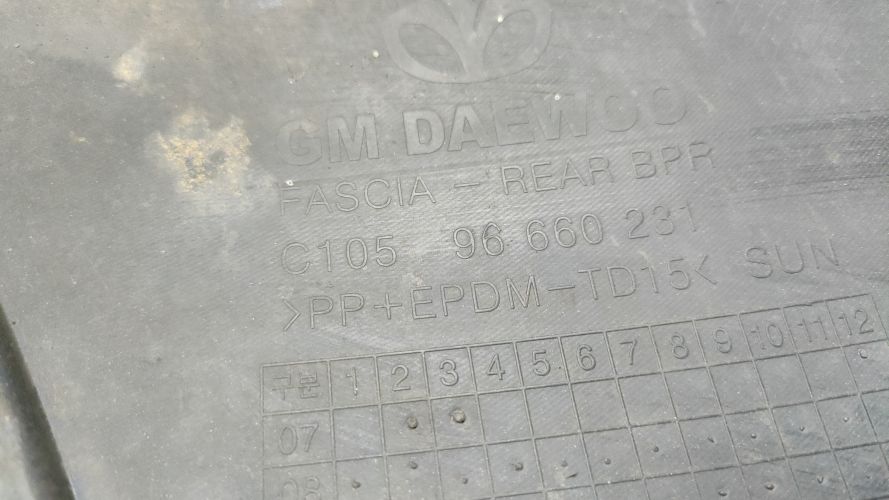 GM DAEWOO
FASCIA - REAR BPR
C105 96 660 231
>PP+EPDM-TD15< SUN
구분 1 2 3 4 5 6 7 8 9 10 11 12
07
08